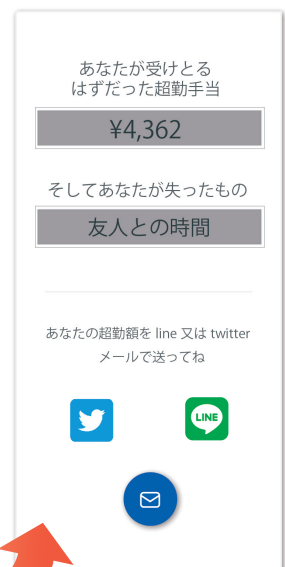 あなたが受けとる
はずだった超勤手当
¥4,362
そしてあなたが失ったもの
友人との時間
あなたの超勤額を line 又は twitter
メールで送ってね
LINE